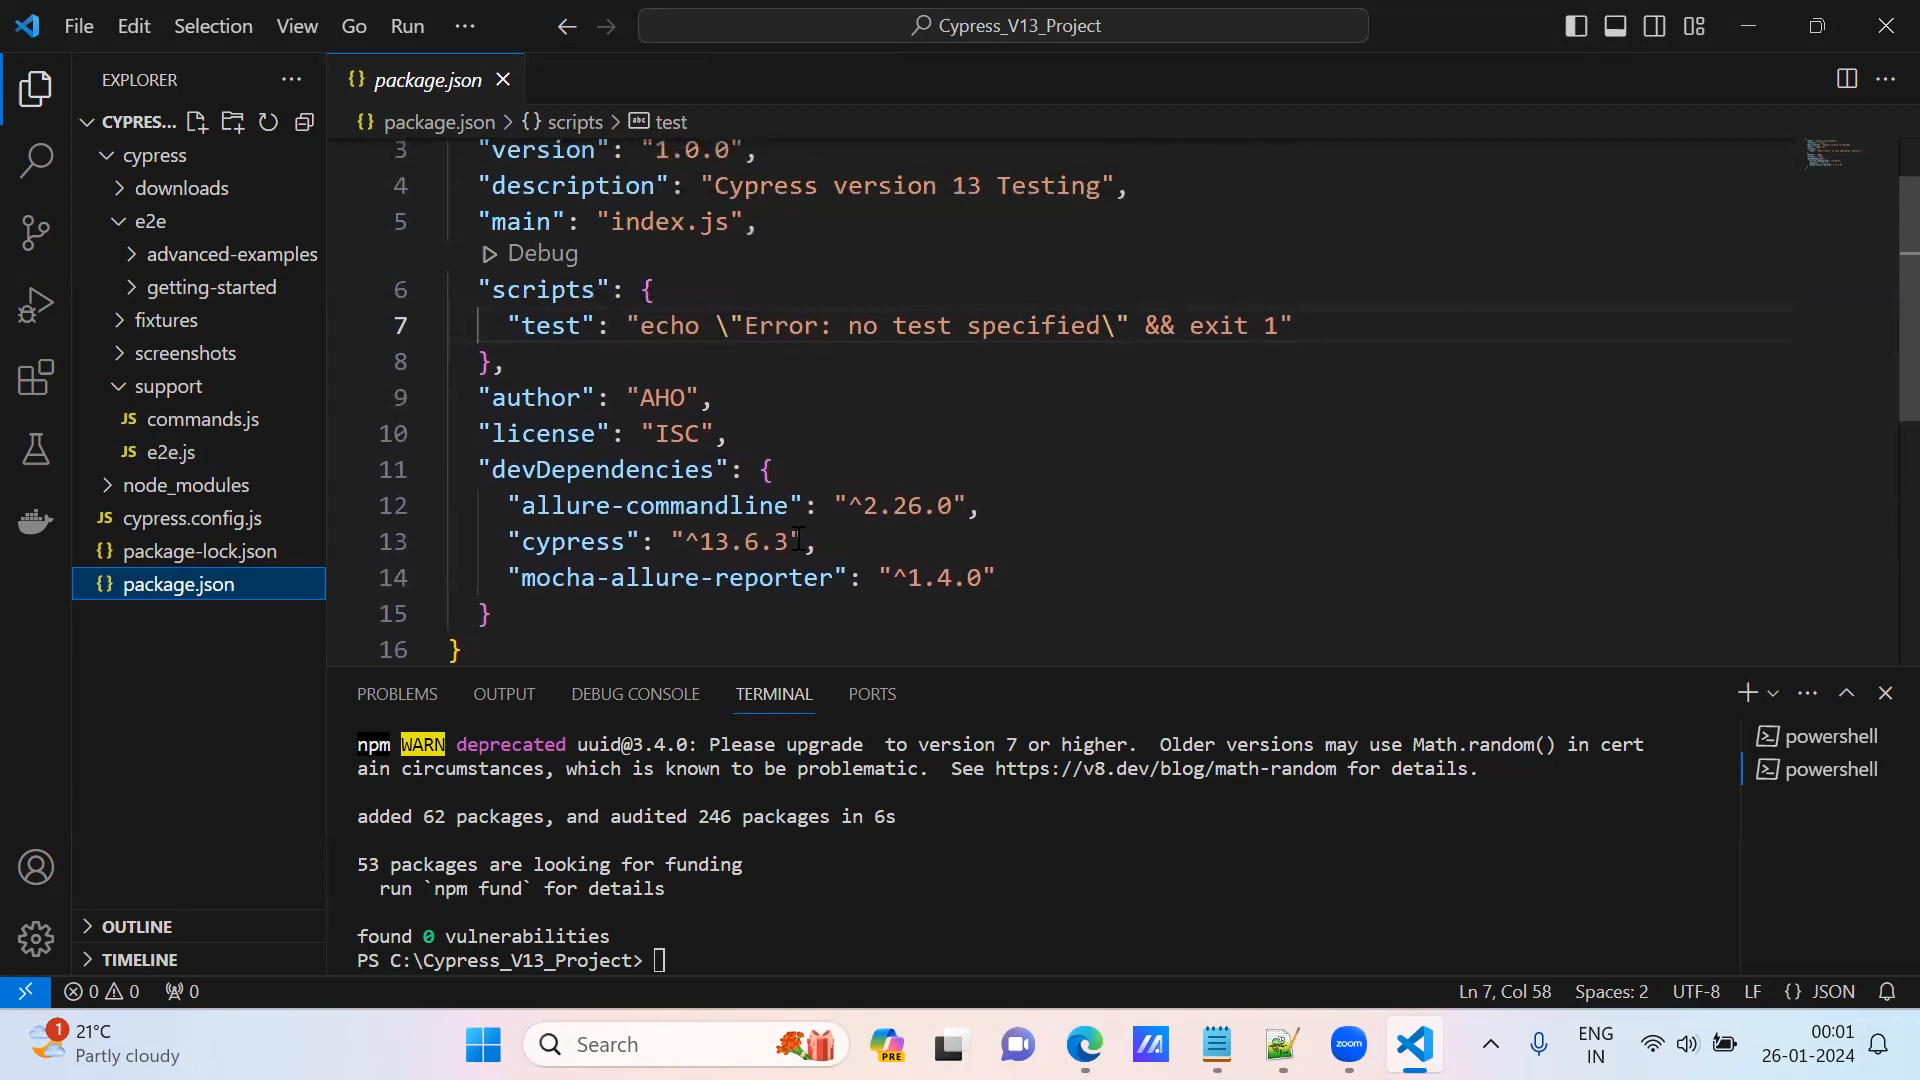 File Edit Selection View Go Run ··· Cypress_V13_Project
EXPLORER ···
CYPRES...
cypress
downloads
e2e
advanced-examples
getting-started
fixtures
screenshots
support
JS commands.js
JS e2e.js
node_modules
JS cypress.config.js
{} package-lock.json
{} package.json
OUTLINE
TIMELINE
{} package.json
{} package.json > {} scripts > abc test
3 "version": "1.0.0",
4 "description": "Cypress version 13 Testing",
5 "main": "index.js",
Debug
6 "scripts": {
7 "test": "echo \"Error: no test specified\" && exit 1"
8 },
9 "author": "AHO",
10 "license": "ISC",
11 "devDependencies": {
12 "allure-commandline": "^2.26.0",
13 "cypress": "^13.6.3",
14 "mocha-allure-reporter": "^1.4.0"
15 }
16 }
PROBLEMS OUTPUT DEBUG CONSOLE TERMINAL PORTS
npm WARN deprecated uuid@3.4.0: Please upgrade  to version 7 or higher.  Older versions may use Math.random() in cert
ain circumstances, which is known to be problematic.  See https://v8.dev/blog/math-random for details.
added 62 packages, and audited 246 packages in 6s
53 packages are looking for funding
run `npm fund` for details
found 0 vulnerabilities
PS C:\Cypress_V13_Project>
powershell
powershell
0 0 0 Ln 7, Col 58 Spaces: 2 UTF-8 LF {} JSON
1 21°C
Partly cloudy
Search
PRE
zoom
ENG
IN
00:01
26-01-2024